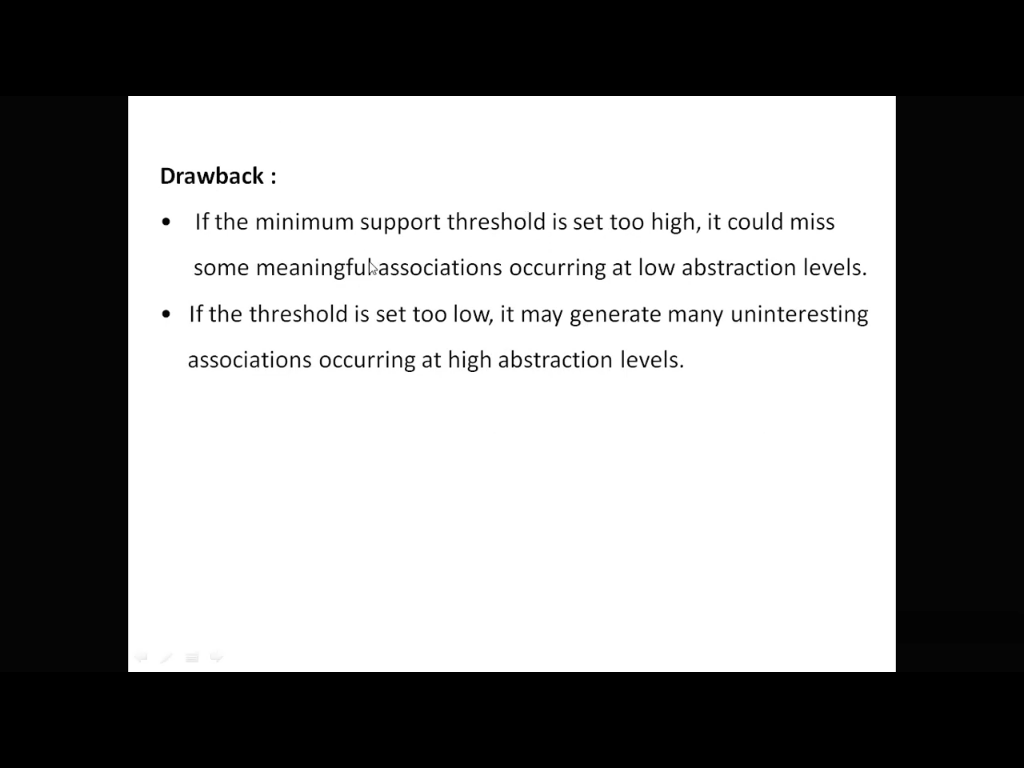 Drawback :
• If the minimum support threshold is set too high, it could miss
some meaningful associations occurring at low abstraction levels.
• If the threshold is set too low, it may generate many uninteresting
associations occurring at high abstraction levels.